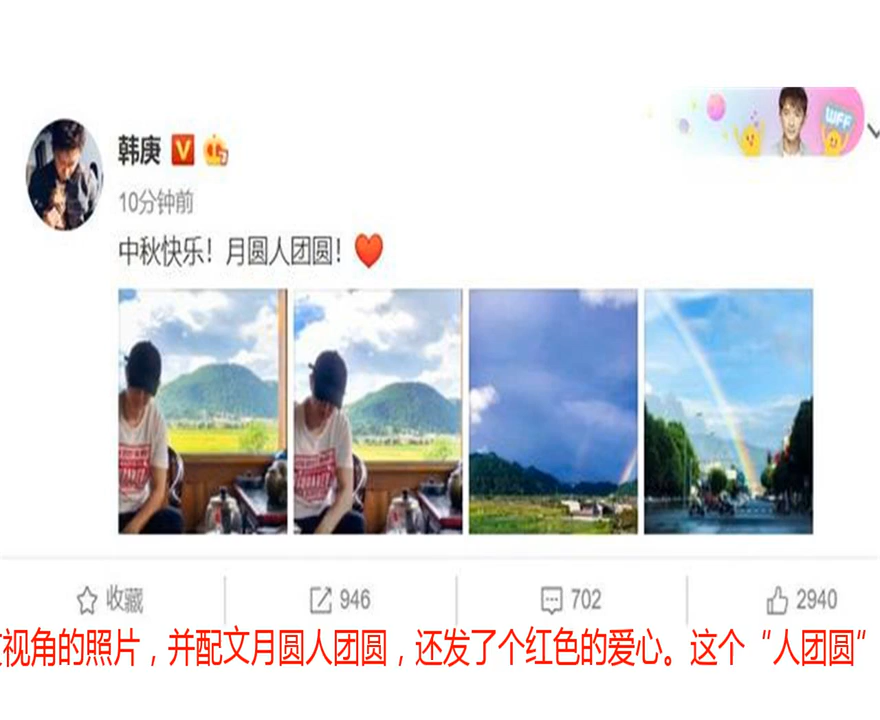 韩庚
WFF
10分钟前
中秋快乐！月圆人团圆！
收藏
946
702
2940
视角的照片，并配文月圆人团圆，还发了个红色的爱心。这个“人团圆”